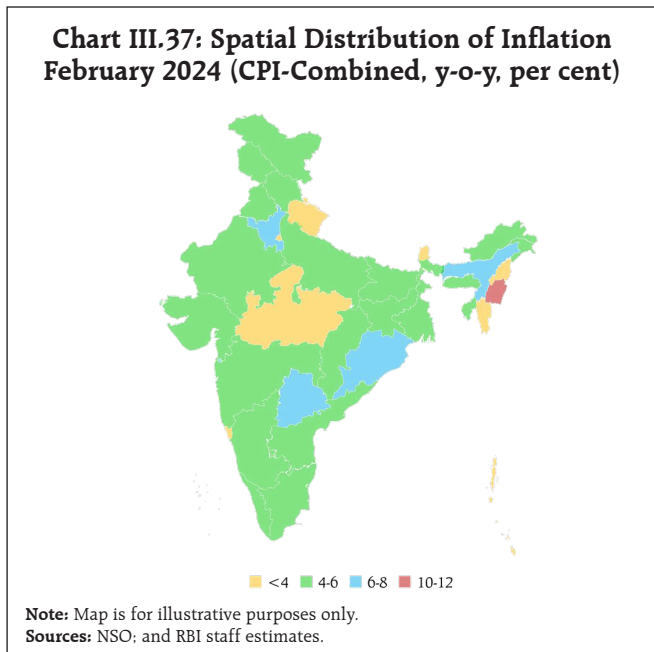 Chart III.37: Spatial Distribution of Inflation
February 2024 (CPI-Combined, y-o-y, per cent)
<4 4-6 6-8 10-12
Note: Map is for illustrative purposes only.
Sources: NSO; and RBI staff estimates.